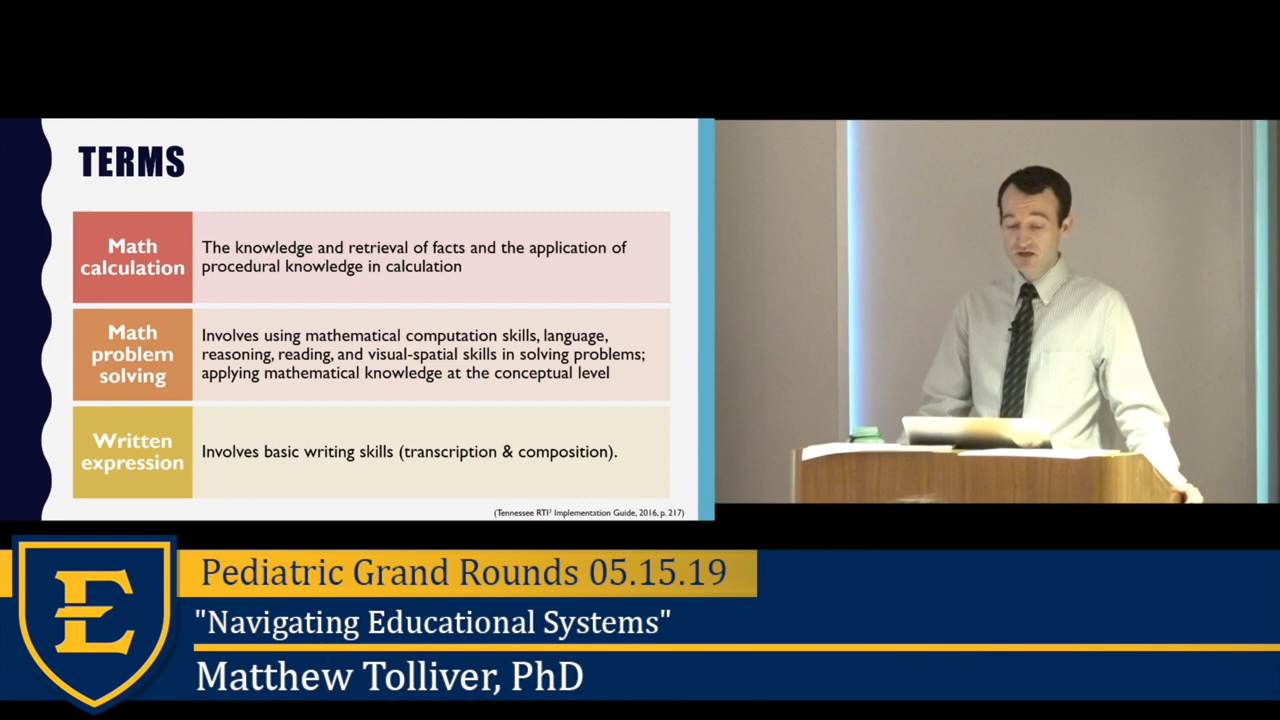 TERMS
Math
calculation
The knowledge and retrieval of facts and the application of
procedural knowledge in calculation
Math
problem
solving
Involves using mathematical computation skills, language,
reasoning, reading, and visual-spatial skills in solving problems;
applying mathematical knowledge at the conceptual level
Written
expression
Involves basic writing skills (transcription & composition).
(Tennessee RTI² Implementation Guide, 2016, p. 217)
E
Pediatric Grand Rounds 05.15.19
"Navigating Educational Systems"
Matthew Tolliver, PhD